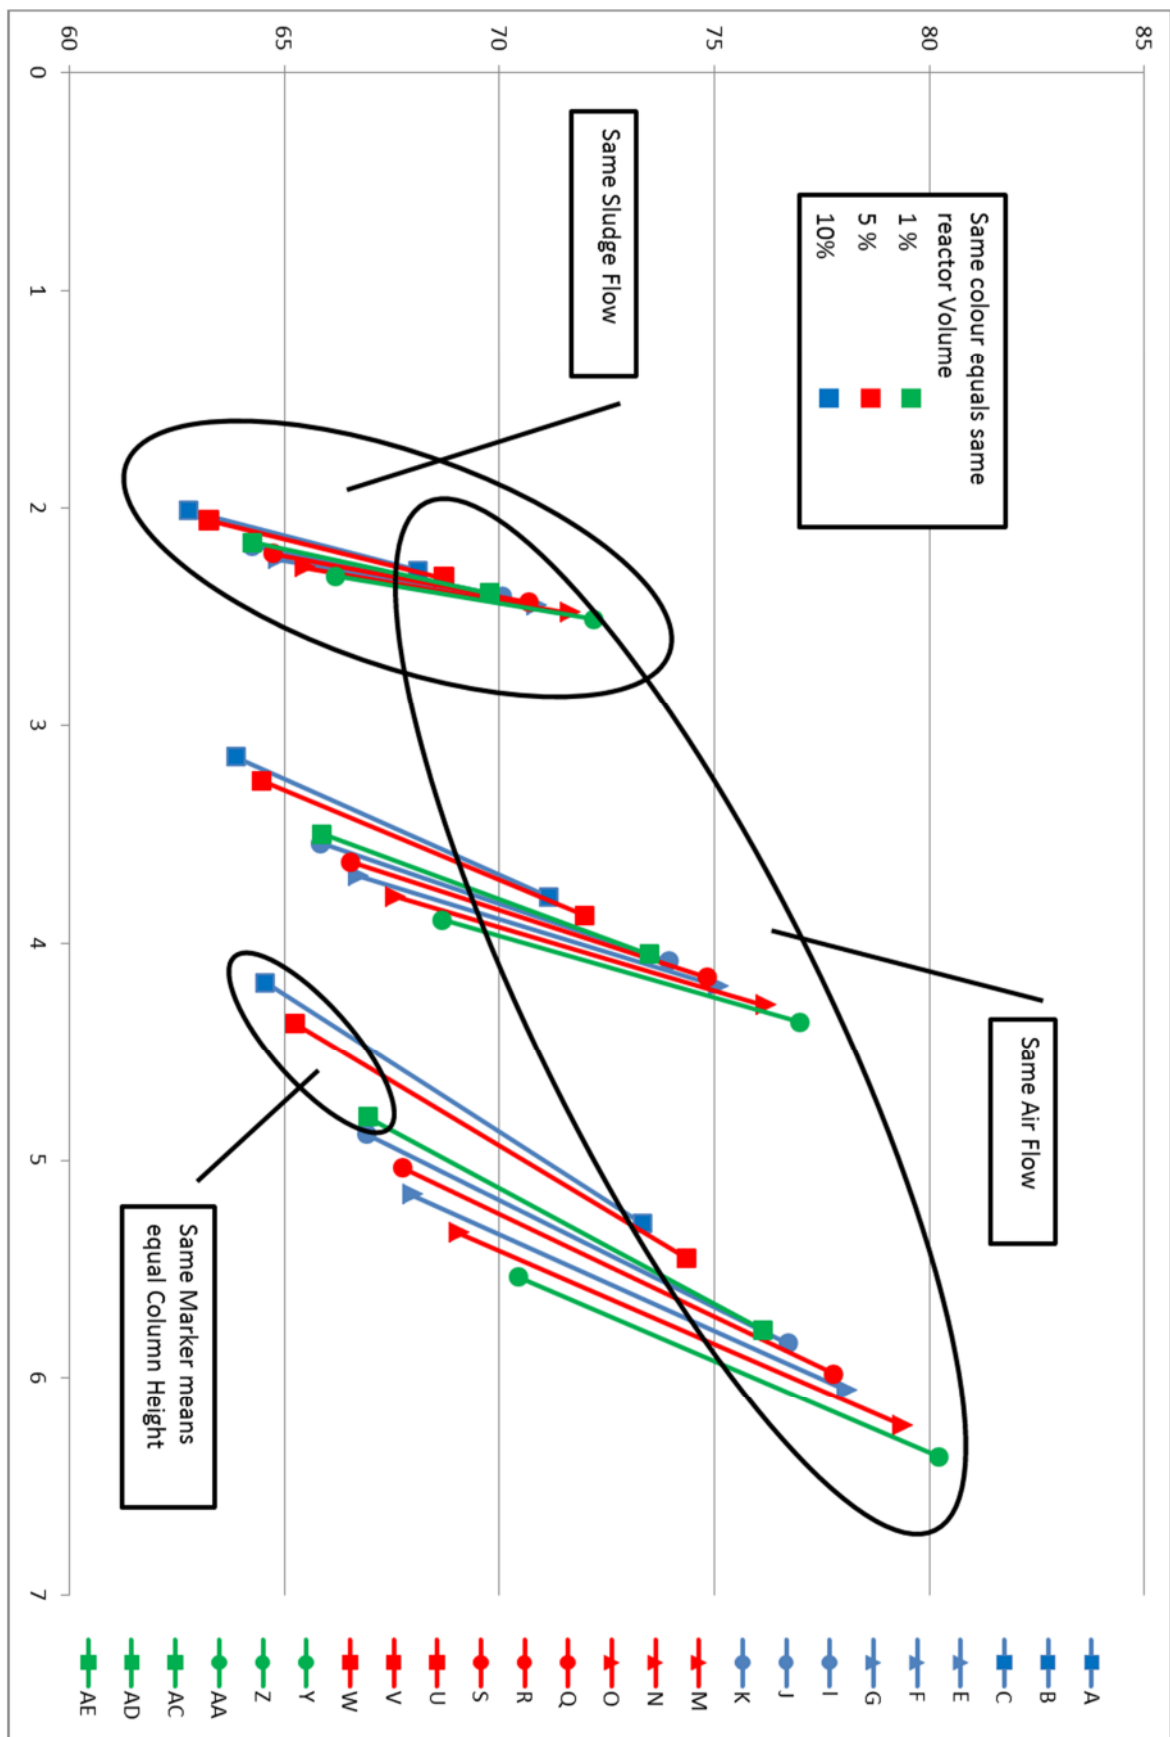 85
80
75
70
65
60
0
1
2
3
4
5
6
7
Same colour equals same
reactor Volume
1 %
5 %
10%
Same Sludge Flow
Same Air Flow
Same Marker means
equal Column Height
A
B
C
E
F
G
I
J
K
M
N
O
Q
R
S
U
V
W
Y
Z
AA
AC
AD
AE